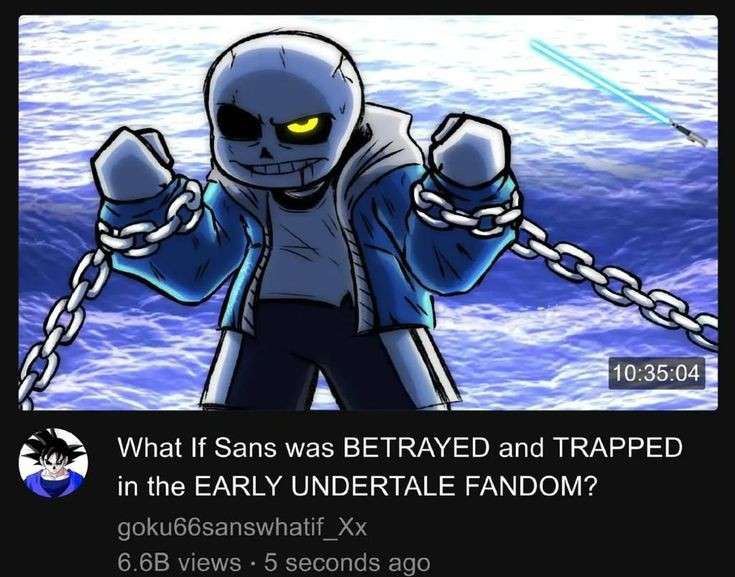 10:35:04
What If Sans was BETRAYED and TRAPPED
in the EARLY UNDERTALE FANDOM?
goku66sanswhatif_Xx
6.6B views · 5 seconds ago